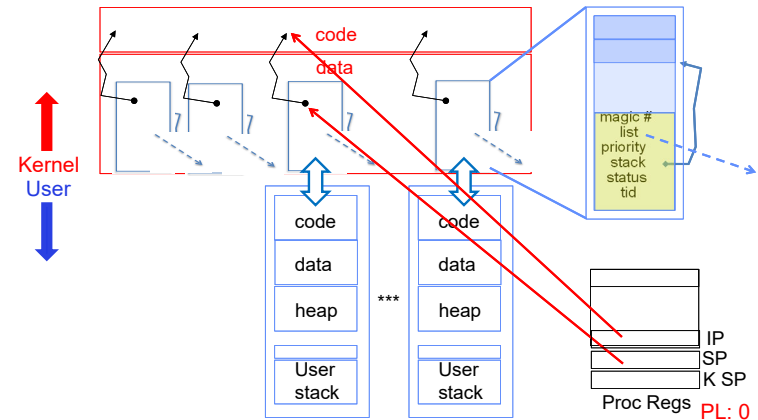 code
data
magic #
list
priority
stack
status
tid
Kernel
User
code
data
heap
User
stack
***
code
data
heap
User
stack
IP
SP
K SP
Proc Regs
PL: 0